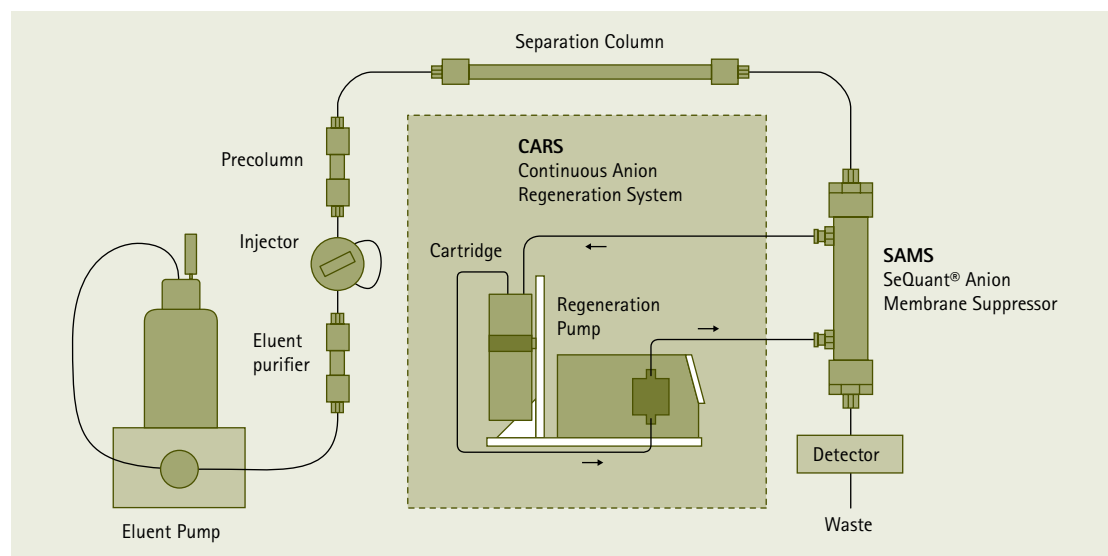 Separation Column
CARS
Continuous Anion
Regeneration System
Precolumn
Injector
Cartridge
SAMS
SeQuant® Anion
Membrane Suppressor
Regeneration
Pump
Eluent
purifier
Detector
Eluent Pump
Waste